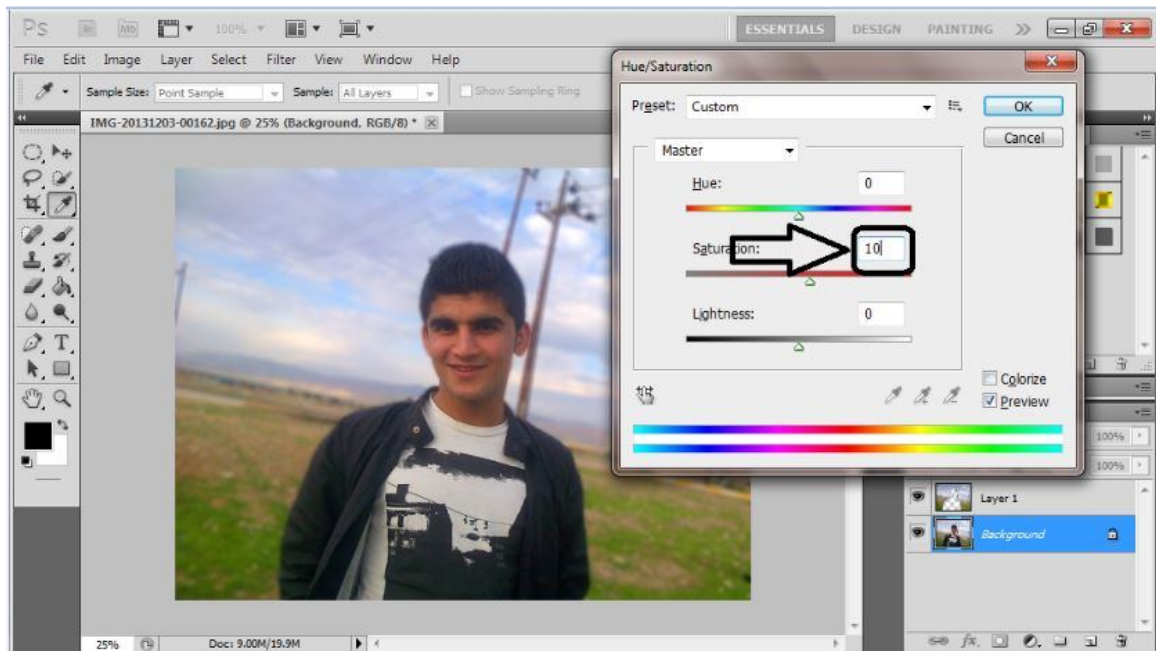 Ps Br Mb 100% ESSENTIALS DESIGN PAINTING
File Edit Image Layer Select Filter View Window Help
Sample Size: Point Sample Sample: All Layers Show Sampling Ring
IMG-20131203-00162.jpg @ 25% (Background, RGB/8) *
Hue/Saturation
Preset: Custom
OK
Cancel
Master
Hue: 0
Saturation: 10
Lightness: 0
Colorize
Preview
100%
100%
Layer 1
Background
25% Doc: 9.00M/19.9M